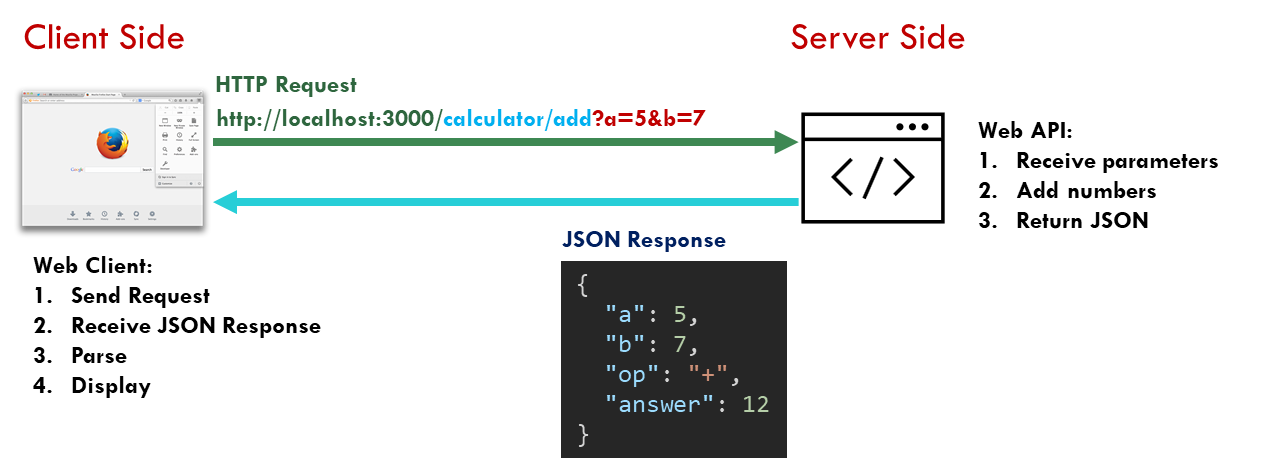 Client Side
Server Side
HTTP Request
http://localhost:3000/calculator/add?a=5&b=7
Google
Search
</>
Web API:
1. Receive parameters
2. Add numbers
3. Return JSON
JSON Response
{
"a": 5,
"b": 7,
"op": "+",
"answer": 12
}
Web Client:
1. Send Request
2. Receive JSON Response
3. Parse
4. Display